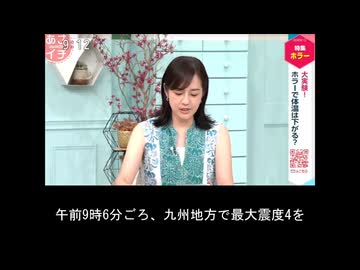 あさイチ
9:12
特集
ホラー
大実験!
ホラーで体温は下がる?
午前9時6分ごろ、九州地方で最大震度4を